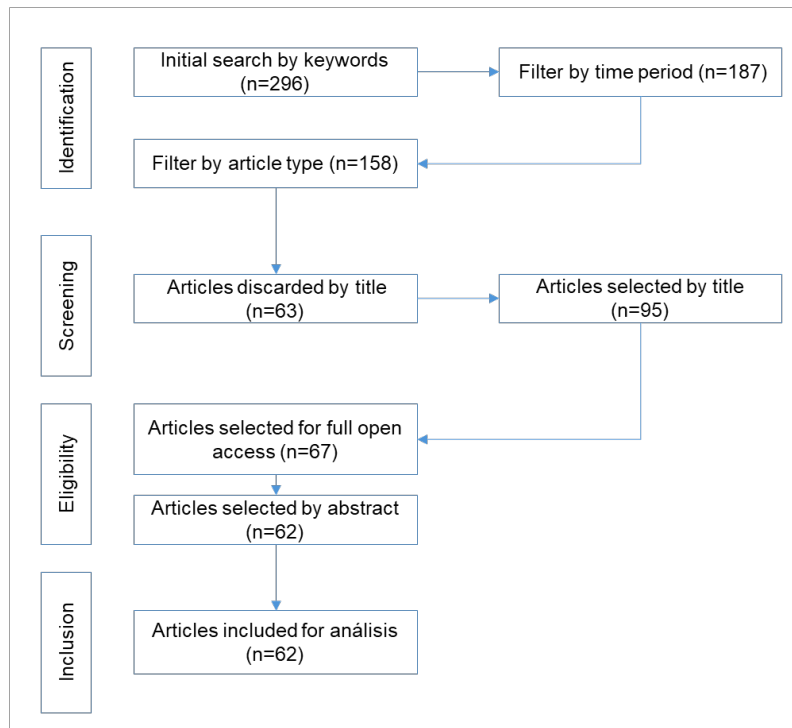 Identification
Initial search by keywords
(n=296)
Filter by time period (n=187)
Filter by article type (n=158)
Screening
Articles discarded by title
(n=63)
Articles selected by title
(n=95)
Eligibility
Articles selected for full open
access (n=67)
Articles selected by abstract
(n=62)
Inclusion
Articles included for análisis
(n=62)